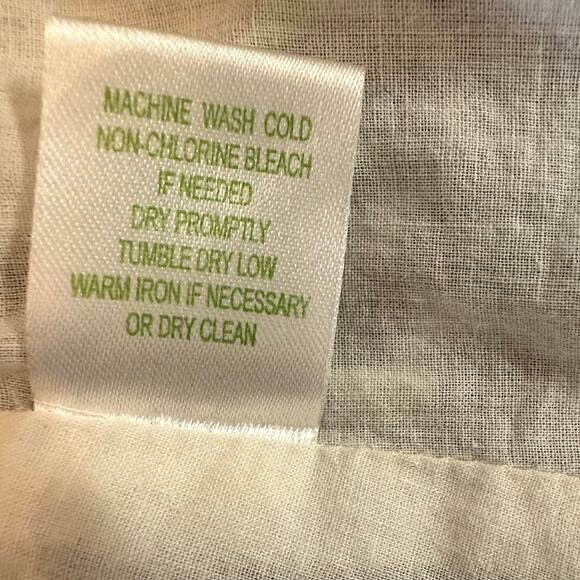 MACHINE WASH COLD
NON-CHLORINE BLEACH
IF NEEDED
DRY PROMPTLY
TUMBLE DRY LOW
WARM IRON IF NECESSARY
OR DRY CLEAN